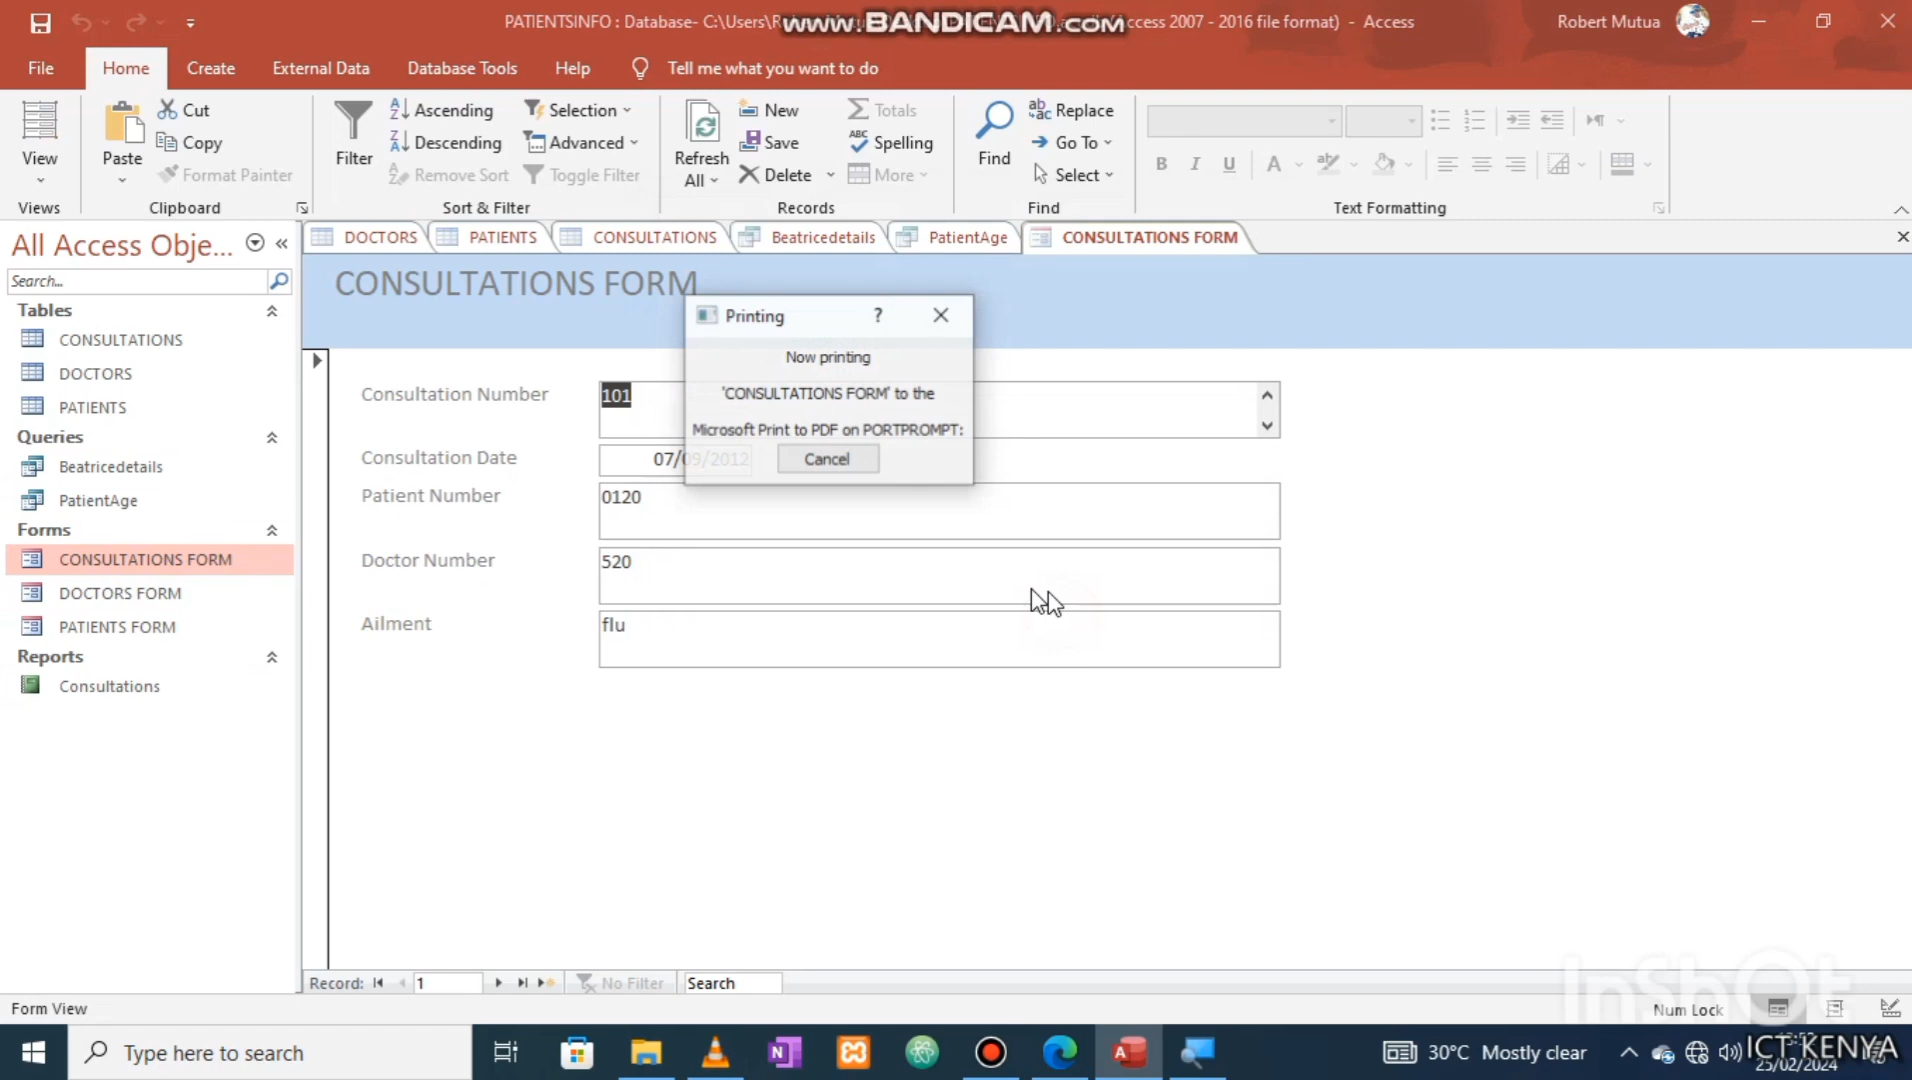 PATIENTSINFO : Database- C:\Users\R
www.BANDICAM.com
Access 2007 - 2016 file format) - Access
Robert Mutua
File
Home
Create
External Data
Database Tools
Help
Tell me what you want to do
View
Views
Paste
Cut
Copy
Format Painter
Clipboard
Filter
Ascending
Descending
Remove Sort
Selection
Advanced
Toggle Filter
Sort & Filter
Refresh
All
New
Save
Delete
Totals
Spelling
More
Records
Find
Replace
Go To
Select
Find
B I U A
Text Formatting
All Access Obje...
Search...
Tables
CONSULTATIONS
DOCTORS
PATIENTS
Queries
Beatricedetails
PatientAge
Forms
CONSULTATIONS FORM
DOCTORS FORM
PATIENTS FORM
Reports
Consultations
DOCTORS
PATIENTS
CONSULTATIONS
Beatricedetails
PatientAge
CONSULTATIONS FORM
CONSULTATIONS FORM
Printing
?
Now printing
'CONSULTATIONS FORM' to the
Microsoft Print to PDF on PORTPROMPT:
Cancel
Consultation Number
101
Consultation Date
07/09/2012
Patient Number
0120
Doctor Number
520
Ailment
flu
Record:
1
No Filter
Search
Form View
InShOt
Num Lock
Type here to search
30°C Mostly clear
ICT KENYA
25/02/2024